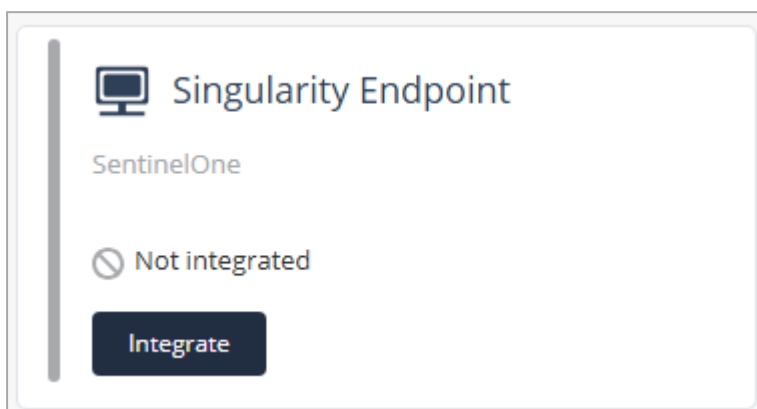 Singularity Endpoint
SentinelOne
Not integrated
Integrate